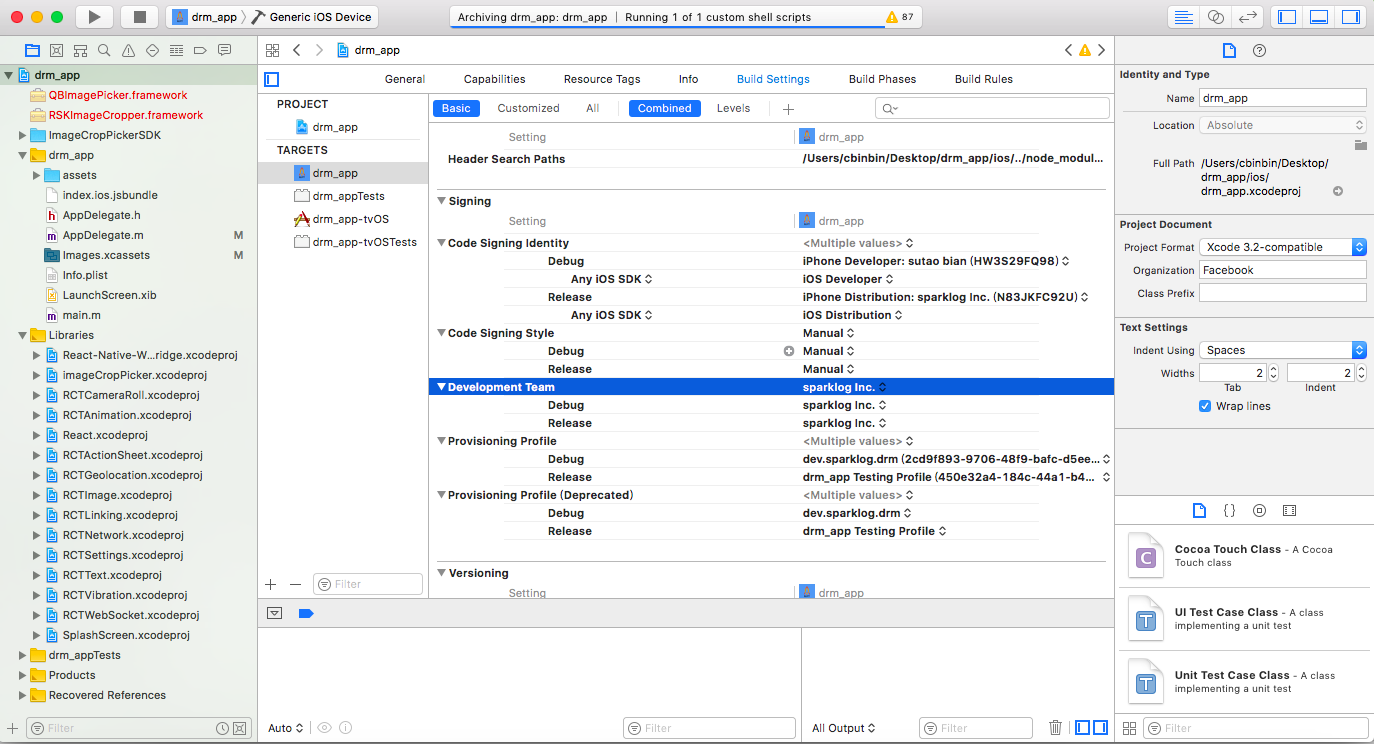 drm_app
Generic iOS Device
Archiving drm_app: drm_app | Running 1 of 1 custom shell scripts
87
drm_app
QBImagePicker.framework
RSKImageCropper.framework
ImageCropPickerSDK
drm_app
assets
index.ios.jsbundle
AppDelegate.h
AppDelegate.m M
Images.xcassets M
Info.plist
LaunchScreen.xib
main.m
Libraries
React-Native-W...ridge.xcodeproj
imageCropPicker.xcodeproj
RCTCameraRoll.xcodeproj
RCTAnimation.xcodeproj
React.xcodeproj
RCTActionSheet.xcodeproj
RCTGeolocation.xcodeproj
RCTImage.xcodeproj
RCTLinking.xcodeproj
RCTNetwork.xcodeproj
RCTSettings.xcodeproj
RCTText.xcodeproj
RCTVibration.xcodeproj
RCTWebSocket.xcodeproj
SplashScreen.xcodeproj
drm_appTests
Products
Recovered References
Filter
drm_app
General Capabilities Resource Tags Info Build Settings Build Phases Build Rules
PROJECT
drm_app
TARGETS
drm_app
drm_appTests
drm_app-tvOS
drm_app-tvOSTests
Filter
Basic Customized All Combined Levels
Setting drm_app
Header Search Paths /Users/cbinbin/Desktop/drm_app/ios/../node_modul...
Signing
Setting drm_app
Code Signing Identity <Multiple values>
Debug iPhone Developer: sutao bian (HW3S29FQ98)
Any iOS SDK iOS Developer
Release iPhone Distribution: sparklog Inc. (N83JKFC92U)
Any iOS SDK iOS Distribution
Code Signing Style Manual
Debug Manual
Release Manual
Development Team sparklog Inc.
Debug sparklog Inc.
Release sparklog Inc.
Provisioning Profile <Multiple values>
Debug dev.sparklog.drm (2cd9f893-9706-48f9-bafc-d5ee...
Release drm_app Testing Profile (450e32a4-184c-44a1-b4...
Provisioning Profile (Deprecated) <Multiple values>
Debug dev.sparklog.drm
Release drm_app Testing Profile
Versioning
Setting drm_app
Auto
Filter
All Output
Filter
Identity and Type
Name drm_app
Location Absolute
Full Path /Users/cbinbin/Desktop/
drm_app/ios/
drm_app.xcodeproj
Project Document
Project Format Xcode 3.2-compatible
Organization Facebook
Class Prefix
Text Settings
Indent Using Spaces
Widths 2 2
Tab Indent
Wrap lines
C
Cocoa Touch Class - A Cocoa
Touch class
T
UI Test Case Class - A class
implementing a unit test
T
Unit Test Case Class - A class
implementing a unit test
Filter